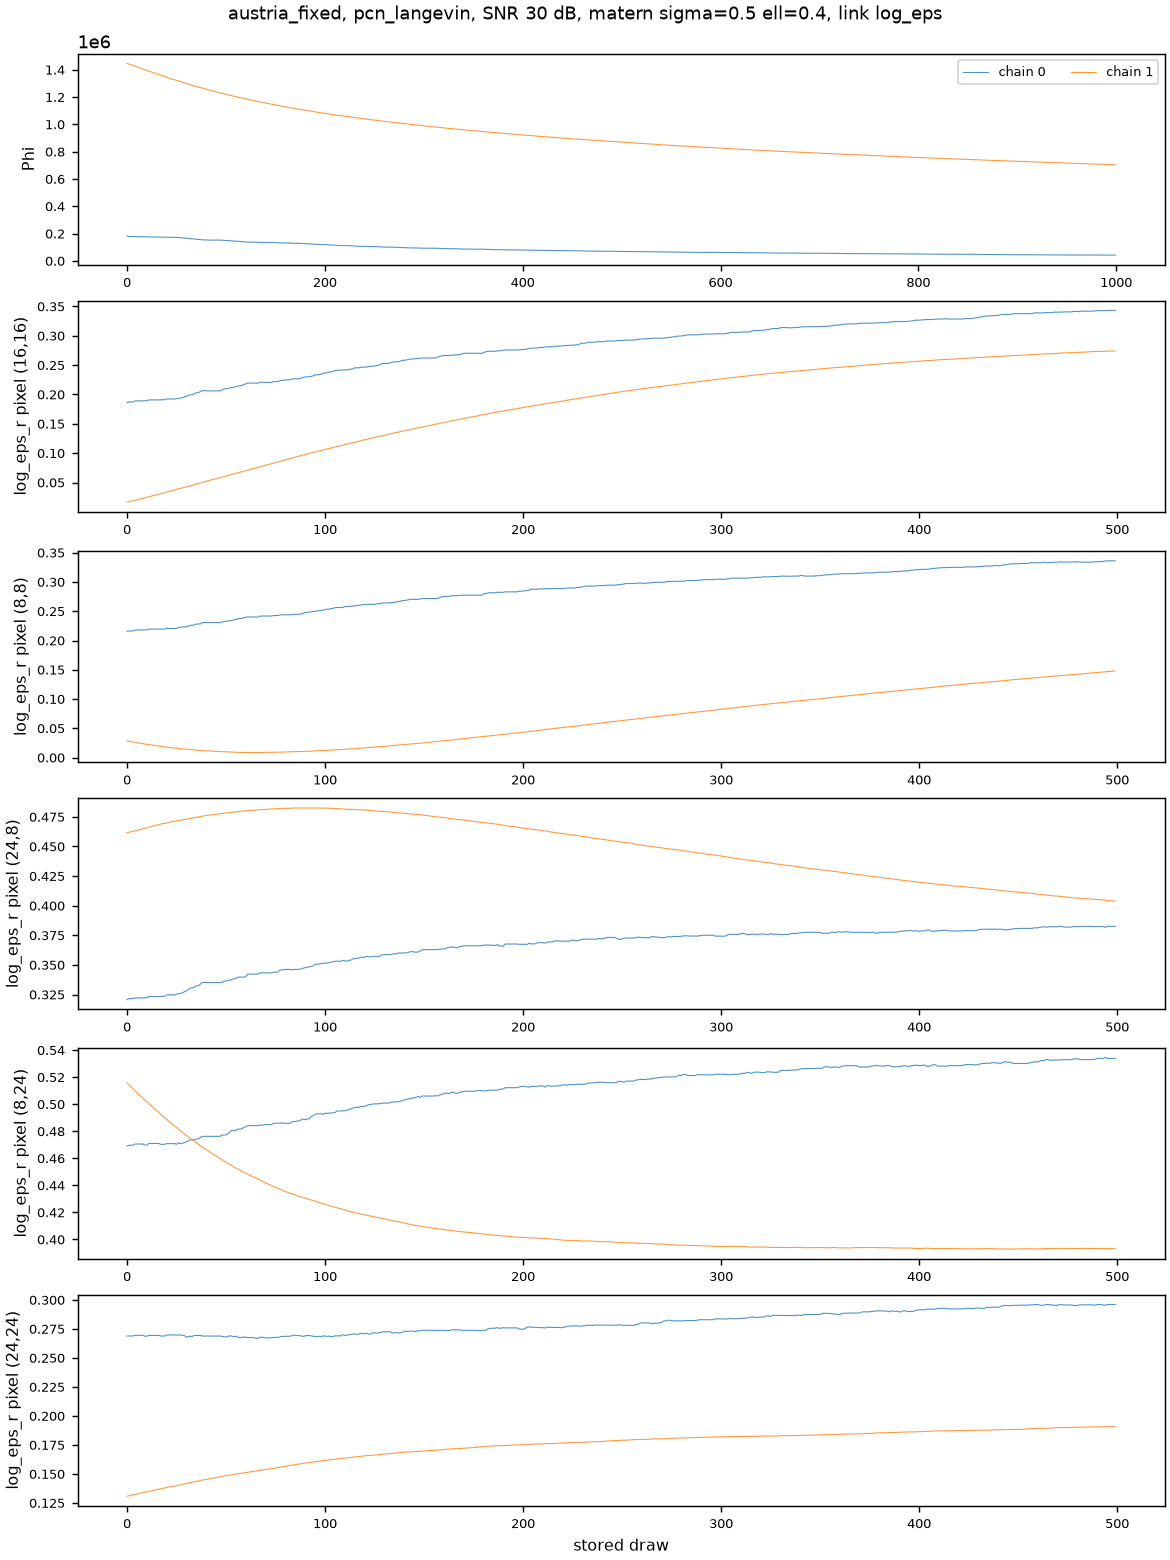 austria_fixed, pcn_langevin, SNR 30 dB, matern sigma=0.5 ell=0.4, link log_eps
1e6
chain 0 chain 1
Phi
1.4
1.2
1.0
0.8
0.6
0.4
0.2
0.0
0 200 400 600 800 1000
log_eps_r pixel (16,16)
0.35
0.30
0.25
0.20
0.15
0.10
0.05
0 100 200 300 400 500
log_eps_r pixel (8,8)
0.35
0.30
0.25
0.20
0.15
0.10
0.05
0.00
0 100 200 300 400 500
log_eps_r pixel (24,8)
0.475
0.450
0.425
0.400
0.375
0.350
0.325
0 100 200 300 400 500
log_eps_r pixel (8,24)
0.54
0.52
0.50
0.48
0.46
0.44
0.42
0.40
0 100 200 300 400 500
log_eps_r pixel (24,24)
0.300
0.275
0.250
0.225
0.200
0.175
0.150
0.125
0 100 200 300 400 500
stored draw